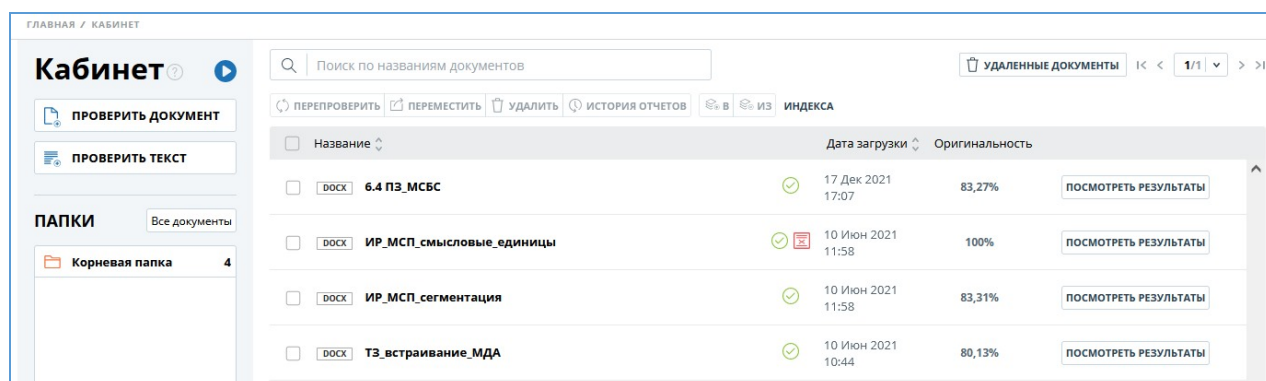 ГЛАВНАЯ / КАБИНЕТ
Кабинет ?
Поиск по названиям документов
УДАЛЕННЫЕ ДОКУМЕНТЫ |< < 1/1 > >|
ПРОВЕРИТЬ ДОКУМЕНТ
ПЕРЕПРОВЕРИТЬ ПЕРЕМЕСТИТЬ УДАЛИТЬ ИСТОРИЯ ОТЧЕТОВ В ИЗ ИНДЕКСА
ПРОВЕРИТЬ ТЕКСТ
Название Дата загрузки Оригинальность
DOCX 6.4 ПЗ_МСБС 17 Дек 2021 17:07 83,27% ПОСМОТРЕТЬ РЕЗУЛЬТАТЫ
ПАПКИ Все документы
DOCX ИР_МСП_смысловые_единицы 10 Июн 2021 11:58 100% ПОСМОТРЕТЬ РЕЗУЛЬТАТЫ
Корневая папка 4
DOCX ИР_МСП_сегментация 10 Июн 2021 11:58 83,31% ПОСМОТРЕТЬ РЕЗУЛЬТАТЫ
DOCX ТЗ_встраивание_МДА 10 Июн 2021 10:44 80,13% ПОСМОТРЕТЬ РЕЗУЛЬТАТЫ